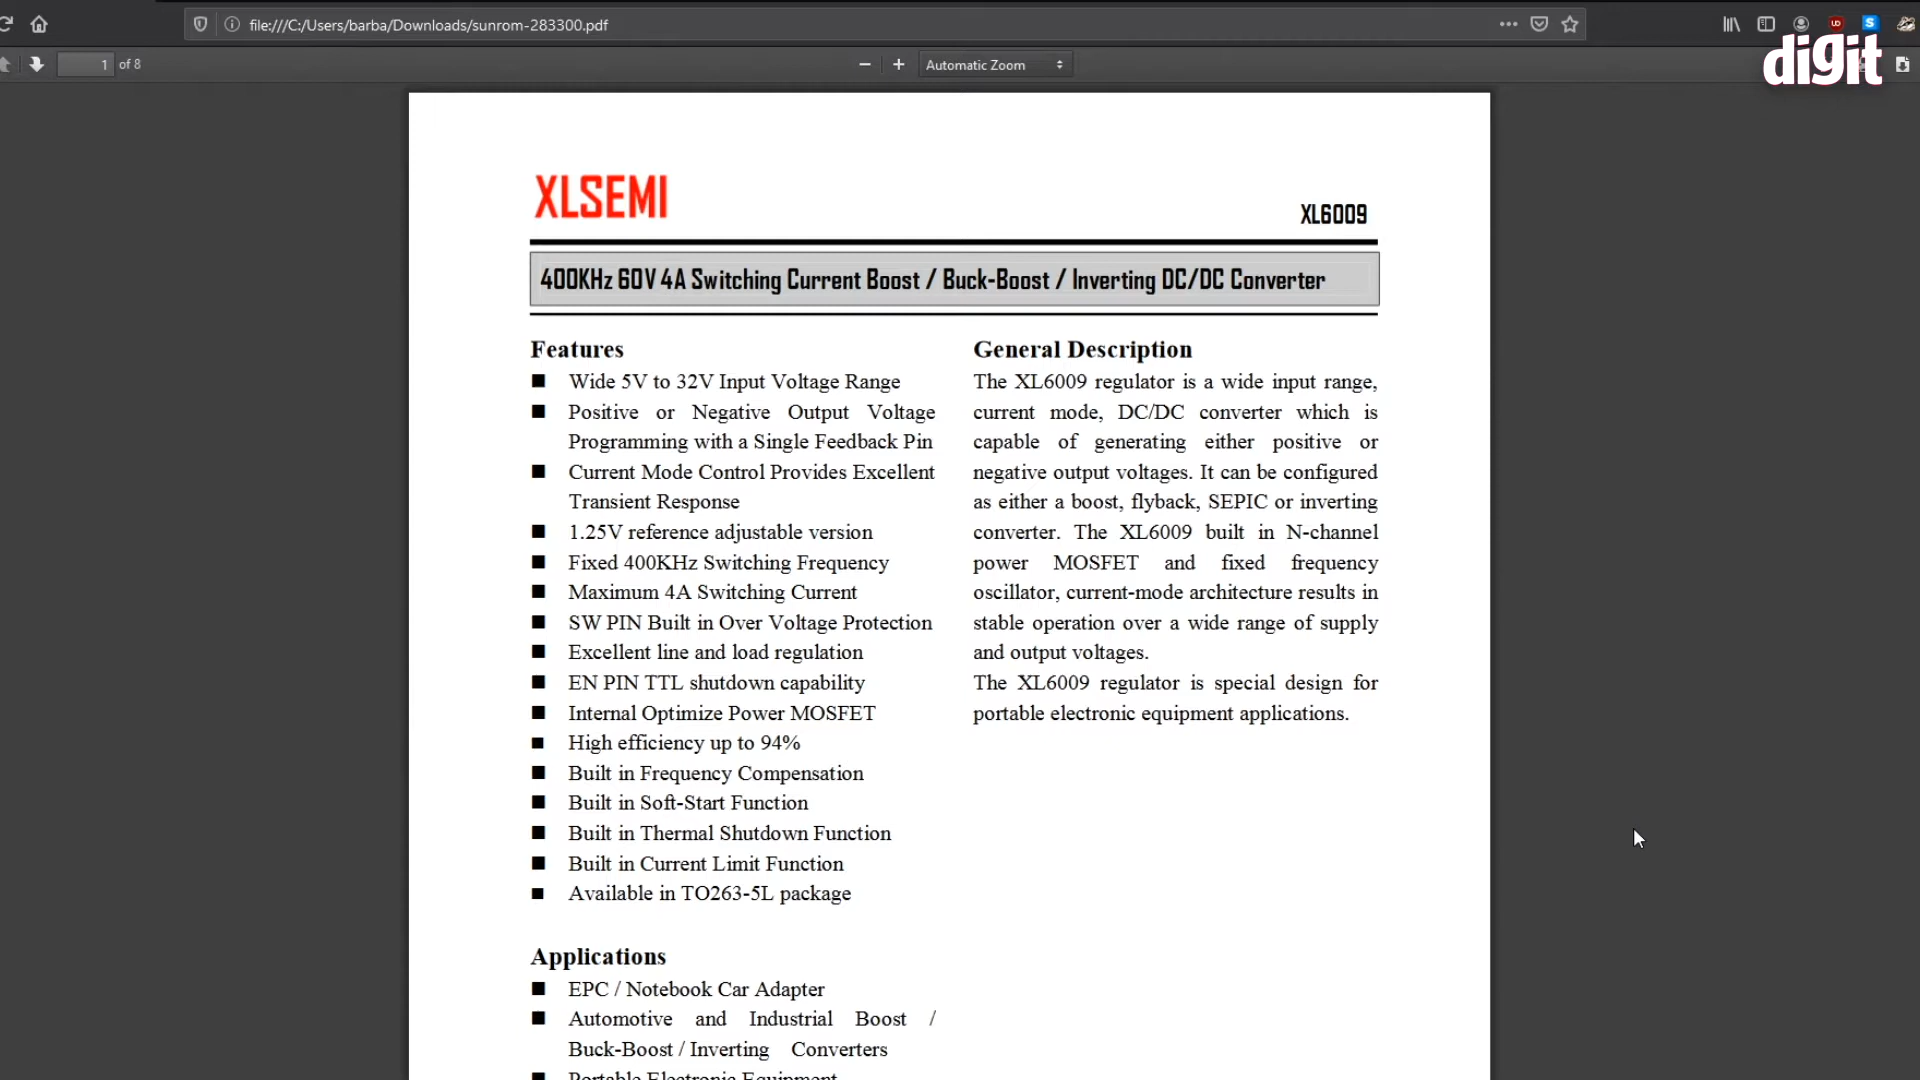 file:///C:/Users/barba/Downloads/sunrom-283300.pdf
digit
1 of 8
Automatic Zoom
XLSEMI
XL6009
400KHz 60V 4A Switching Current Boost / Buck-Boost / Inverting DC/DC Converter
Features
Wide 5V to 32V Input Voltage Range
Positive or Negative Output Voltage
Programming with a Single Feedback Pin
Current Mode Control Provides Excellent
Transient Response
1.25V reference adjustable version
Fixed 400KHz Switching Frequency
Maximum 4A Switching Current
SW PIN Built in Over Voltage Protection
Excellent line and load regulation
EN PIN TTL shutdown capability
Internal Optimize Power MOSFET
High efficiency up to 94%
Built in Frequency Compensation
Built in Soft-Start Function
Built in Thermal Shutdown Function
Built in Current Limit Function
Available in TO263-5L package
Applications
EPC / Notebook Car Adapter
Automotive and Industrial Boost /
Buck-Boost / Inverting Converters
Portable Electronic Equipment
General Description
The XL6009 regulator is a wide input range,
current mode, DC/DC converter which is
capable of generating either positive or
negative output voltages. It can be configured
as either a boost, flyback, SEPIC or inverting
converter. The XL6009 built in N-channel
power MOSFET and fixed frequency
oscillator, current-mode architecture results in
stable operation over a wide range of supply
and output voltages.
The XL6009 regulator is special design for
portable electronic equipment applications.